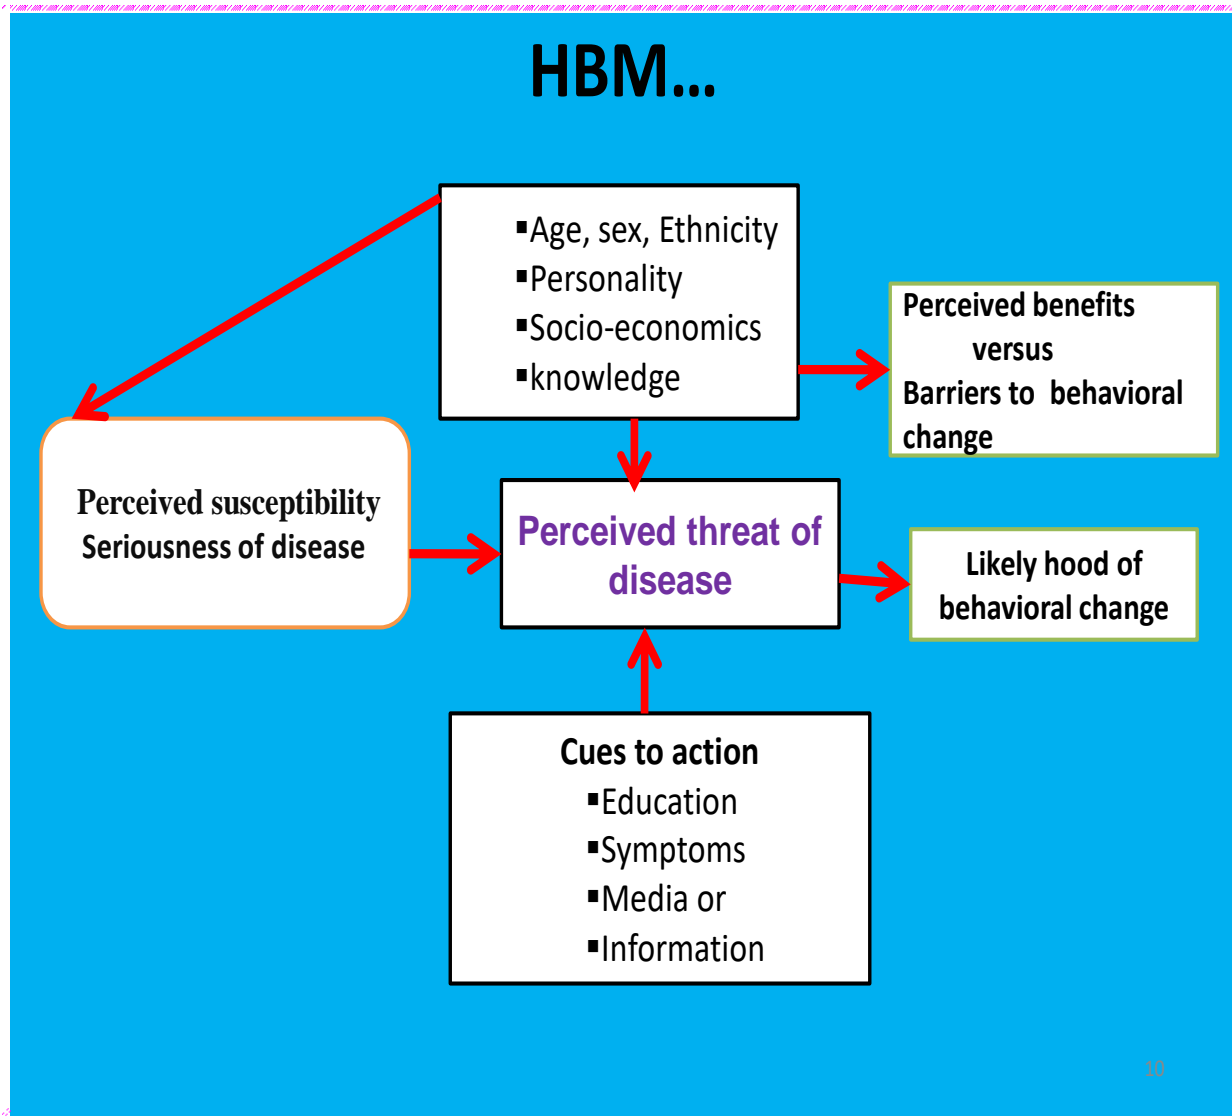 HBM...
▪Age, sex, Ethnicity
▪Personality
▪Socio-economics
▪knowledge
Perceived benefits
versus
Barriers to behavioral
change
Perceived susceptibility
Seriousness of disease
Perceived threat of
disease
Likely hood of
behavioral change
Cues to action
▪Education
▪Symptoms
▪Media or
▪Information
10